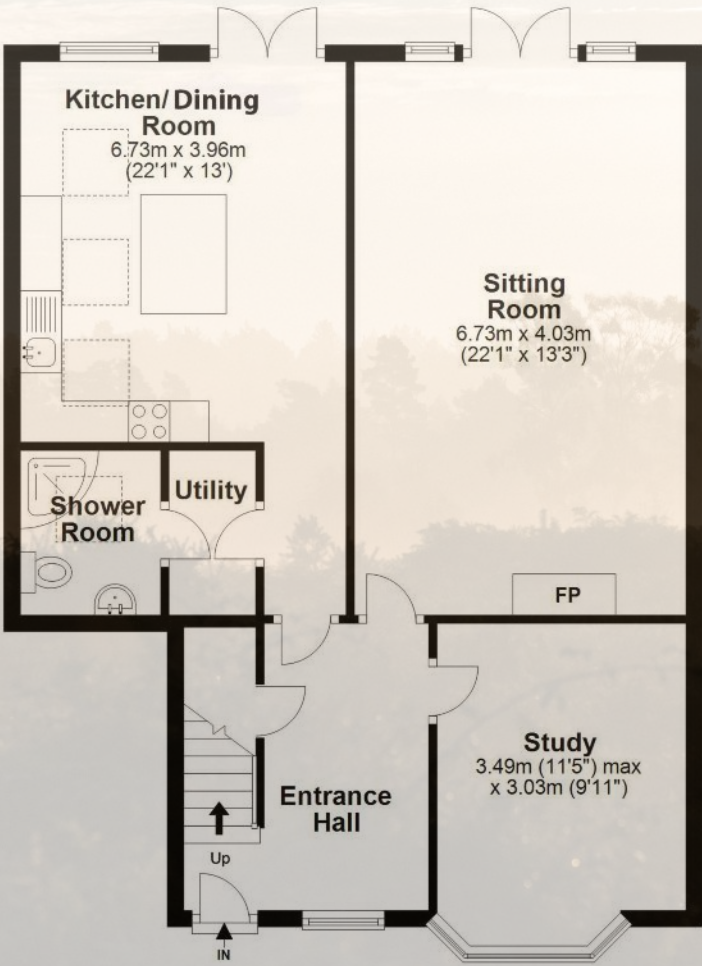 Kitchen/Dining
Room
6.73m x 3.96m
(22'1" x 13')
Sitting
Room
6.73m x 4.03m
(22'1" x 13'3")
Shower
Room
Utility
FP
Study
3.49m (11'5") max
x 3.03m (9'11")
Entrance
Hall
Up
IN